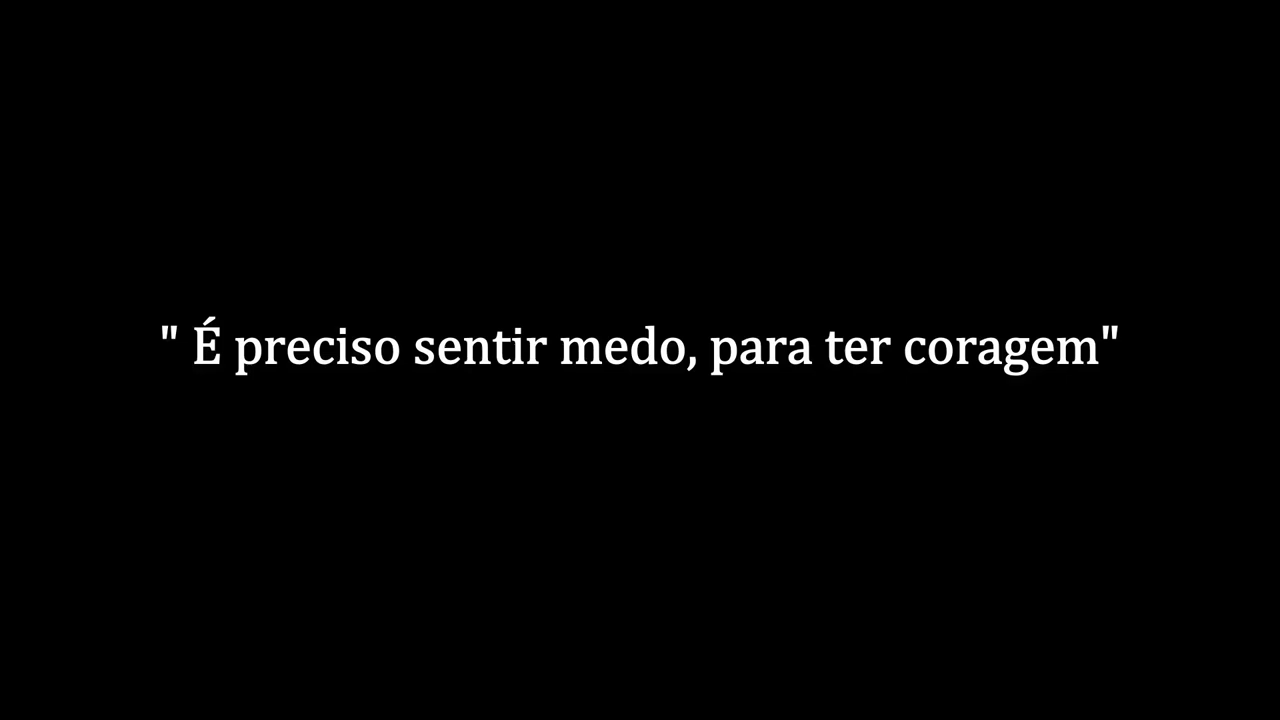 " É preciso sentir medo, para ter coragem"